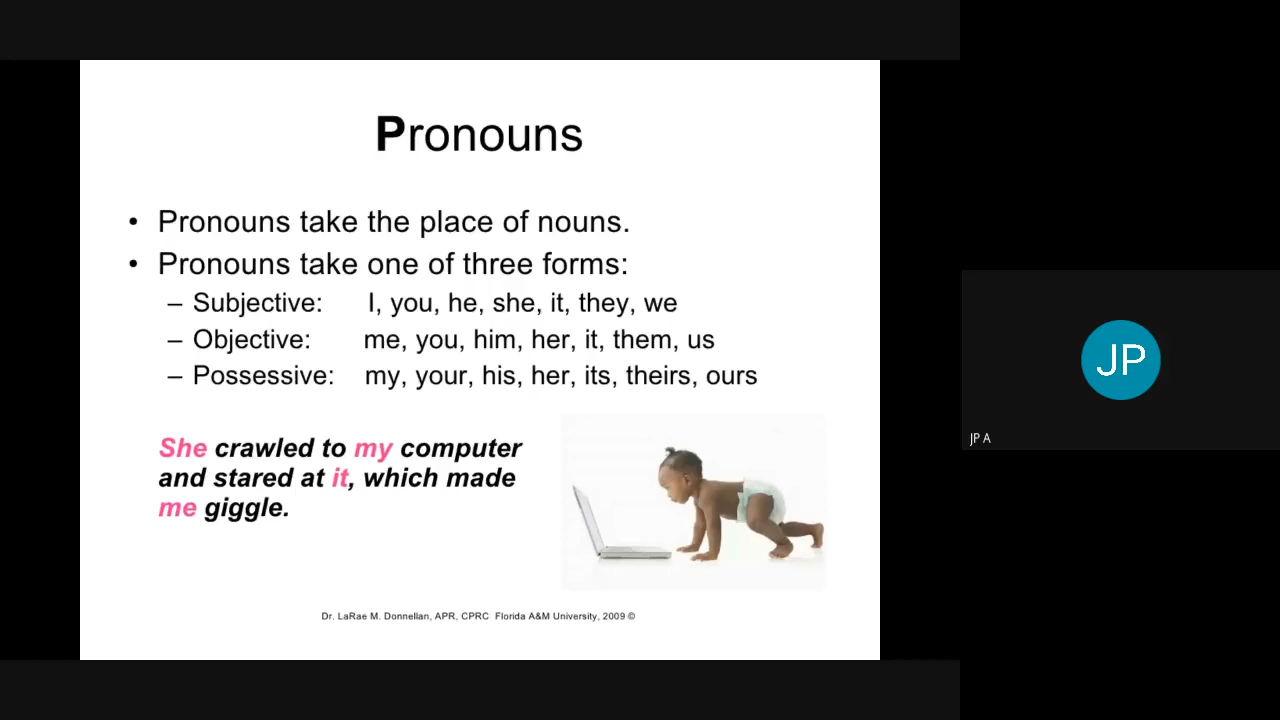 Pronouns
• Pronouns take the place of nouns.
• Pronouns take one of three forms:
– Subjective: I, you, he, she, it, they, we
– Objective: me, you, him, her, it, them, us
– Possessive: my, your, his, her, its, theirs, ours
She crawled to my computer
and stared at it, which made
me giggle.
Dr. LaRae M. Donnellan, APR, CPRC Florida A&M University, 2009 ©
JP
JP A